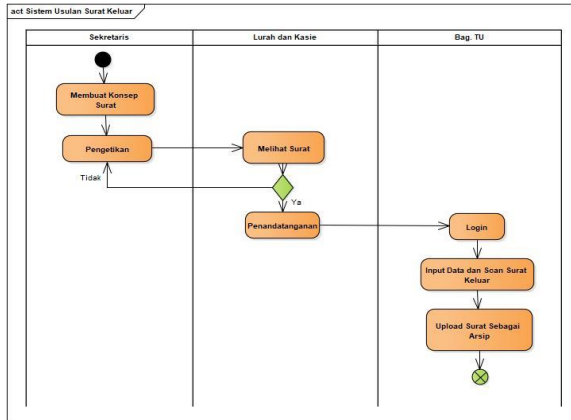 act Sistem Usulan Surat Keluar
Sekretaris
Lurah dan Kasie
Bag. TU
Membuat Konsep
Surat
Pengetikan
Melihat Surat
Tidak
Ya
Penandatanganan
Login
Input Data dan Scan Surat
Keluar
Upload Surat Sebagai
Arsip